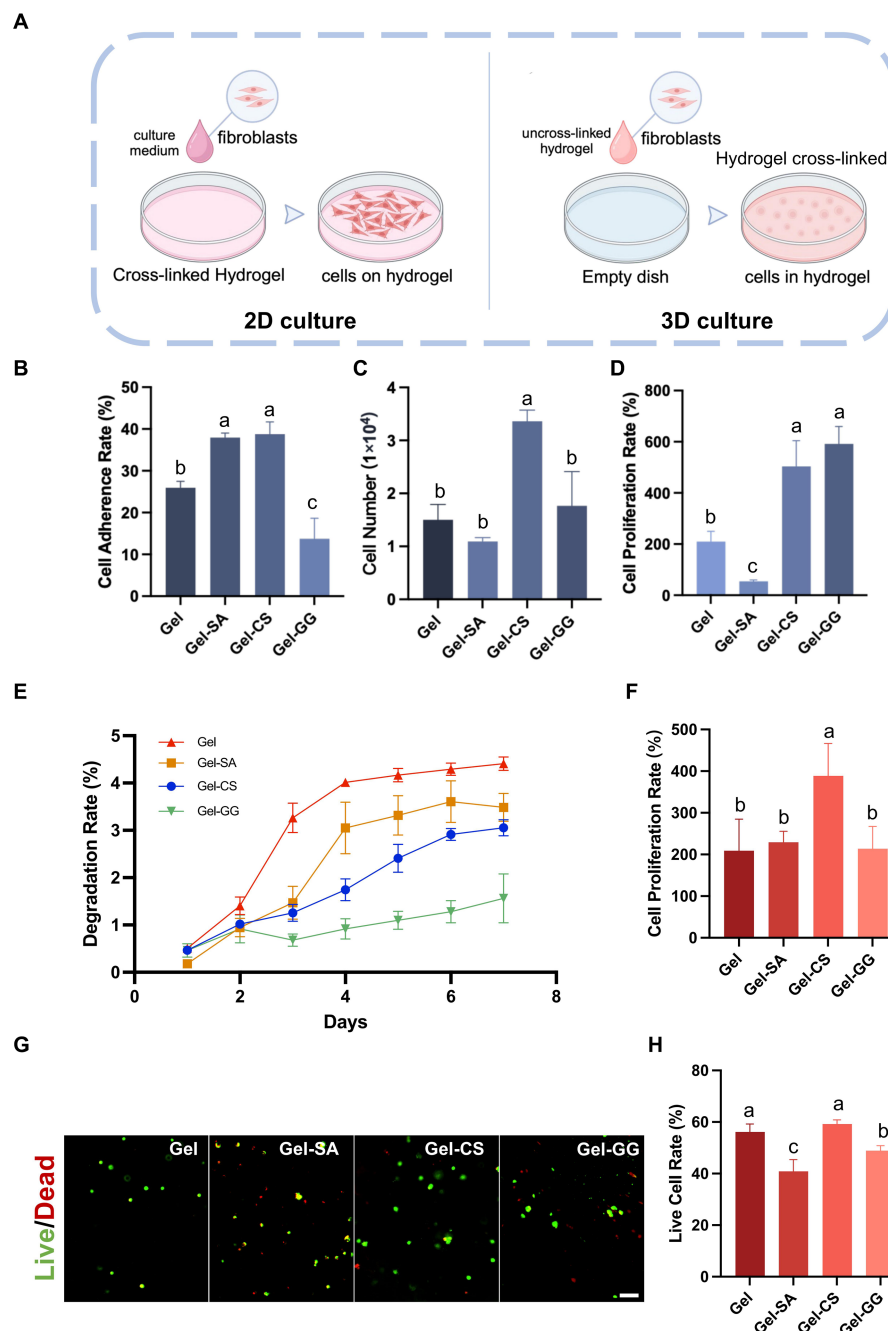 A
culture
medium
fibroblasts
Cross-linked Hydrogel
cells on hydrogel
2D culture
uncross-linked
hydrogel
fibroblasts
Hydrogel cross-linked
Empty dish
cells in hydrogel
3D culture
B
Cell Adherence Rate (%)
50
40
30
20
10
0
b
a
a
c
Gel
Gel-SA
Gel-CS
Gel-GG
C
Cell Number (1×10⁴)
4
3
2
1
0
b
b
a
b
Gel
Gel-SA
Gel-CS
Gel-GG
D
Cell Proliferation Rate (%)
800
600
400
200
0
b
c
a
a
Gel
Gel-SA
Gel-CS
Gel-GG
E
Degradation Rate (%)
5
4
3
2
1
0
Gel
Gel-SA
Gel-CS
Gel-GG
0
2
4
6
8
Days
F
Cell Proliferation Rate (%)
500
400
300
200
100
0
b
b
a
b
Gel
Gel-SA
Gel-CS
Gel-GG
G
Live/Dead
Gel
Gel-SA
Gel-CS
Gel-GG
H
Live Cell Rate (%)
80
60
40
20
0
a
c
a
b
Gel
Gel-SA
Gel-CS
Gel-GG